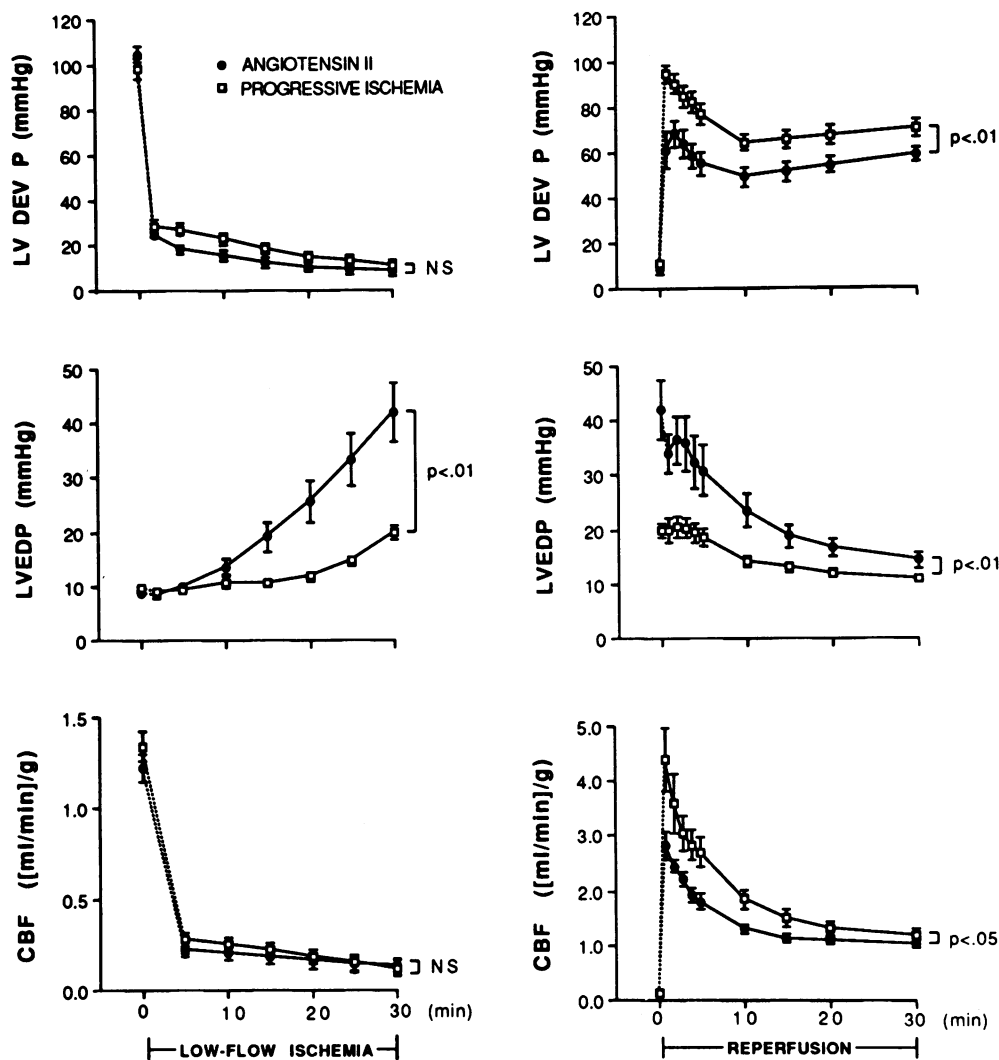 LV DEV P (mmHg)
120
100
80
60
40
20
0
● ANGIOTENSIN II
□ PROGRESSIVE ISCHEMIA
NS
LV DEV P (mmHg)
120
100
80
60
40
20
0
p<.01
LVEDP (mmHg)
50
40
30
20
10
0
p<.01
LVEDP (mmHg)
50
40
30
20
10
0
p<.01
CBF ([ml/min]/g)
1.5
1.0
0.5
0.0
NS
0 10 20 30 (min)
LOW-FLOW ISCHEMIA
CBF ([ml/min]/g)
5.0
4.0
3.0
2.0
1.0
0.0
p<.05
0 10 20 30 (min)
REPERFUSION